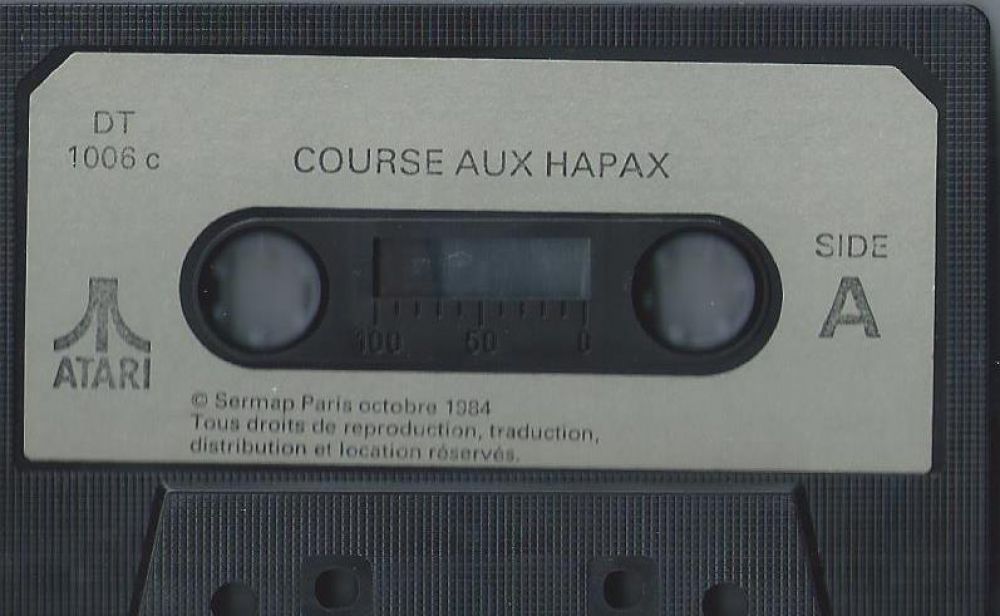 DT
1006 c
COURSE AUX HAPAX
SIDE
A
ATARI
100 50 0
© Sermap Paris octobre 1984
Tous droits de reproduction, traduction,
distribution et location réservés.